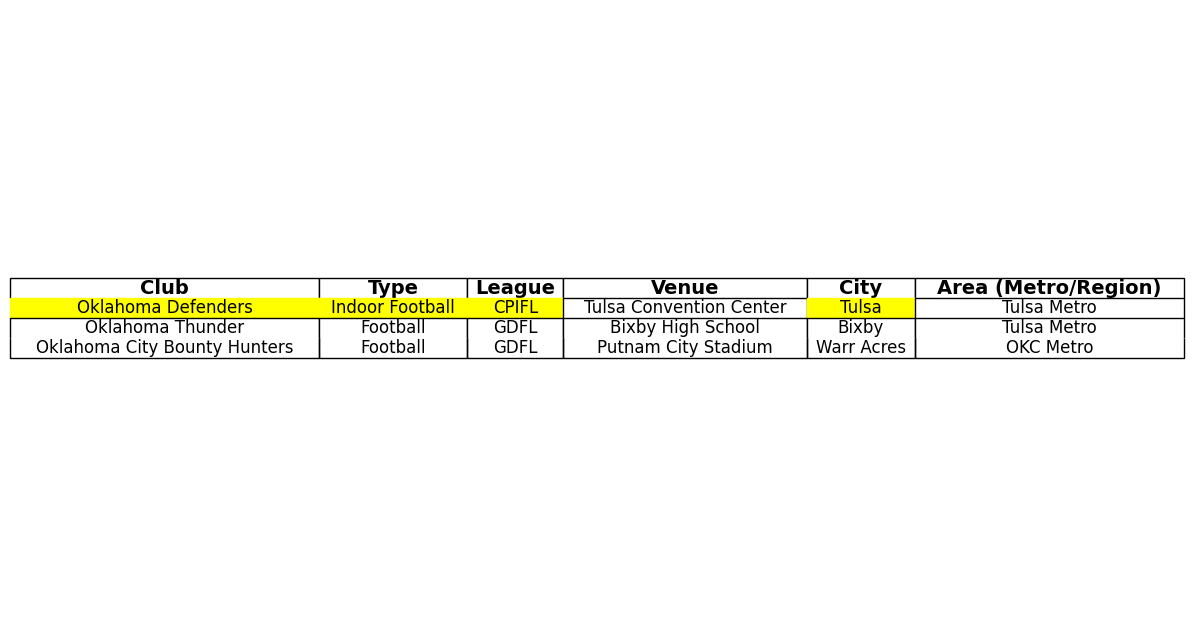 Club Type League Venue City Area (Metro/Region)
Oklahoma Defenders Indoor Football CPIFL Tulsa Convention Center Tulsa Tulsa Metro
Oklahoma Thunder Football GDFL Bixby High School Bixby Tulsa Metro
Oklahoma City Bounty Hunters Football GDFL Putnam City Stadium Warr Acres OKC Metro